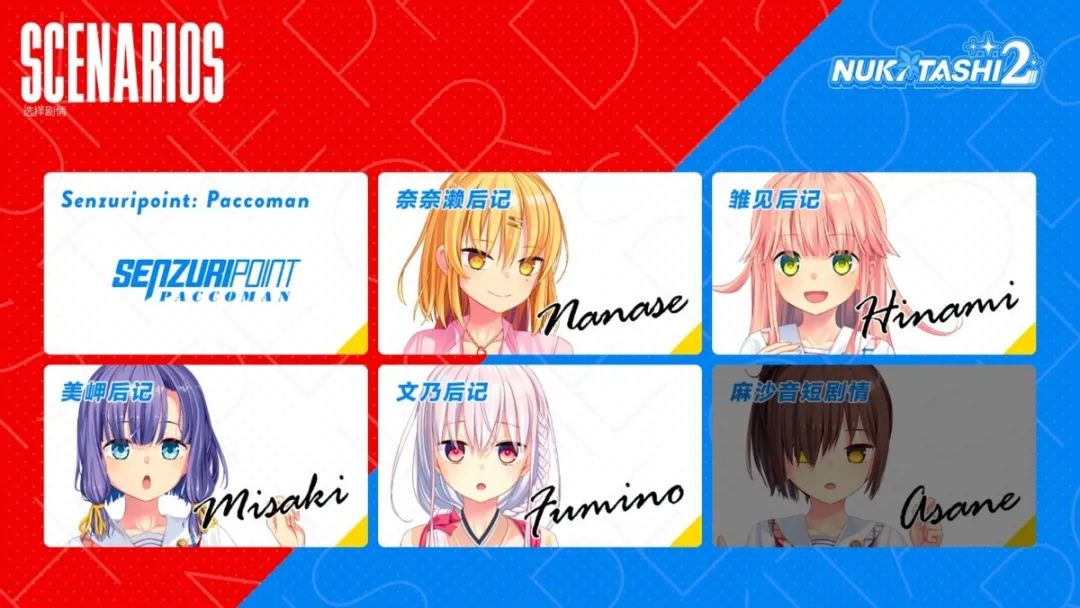 SCENARIOS
选择剧情
NUKITASHI2
Senzuripoint: Paccoman
SENZURIPOINT
PACCOMAN
奈奈濑后记
Nanase
雏见后记
Hinami
美岬后记
Misaki
文乃后记
Fumino
麻沙音短剧情
Asane